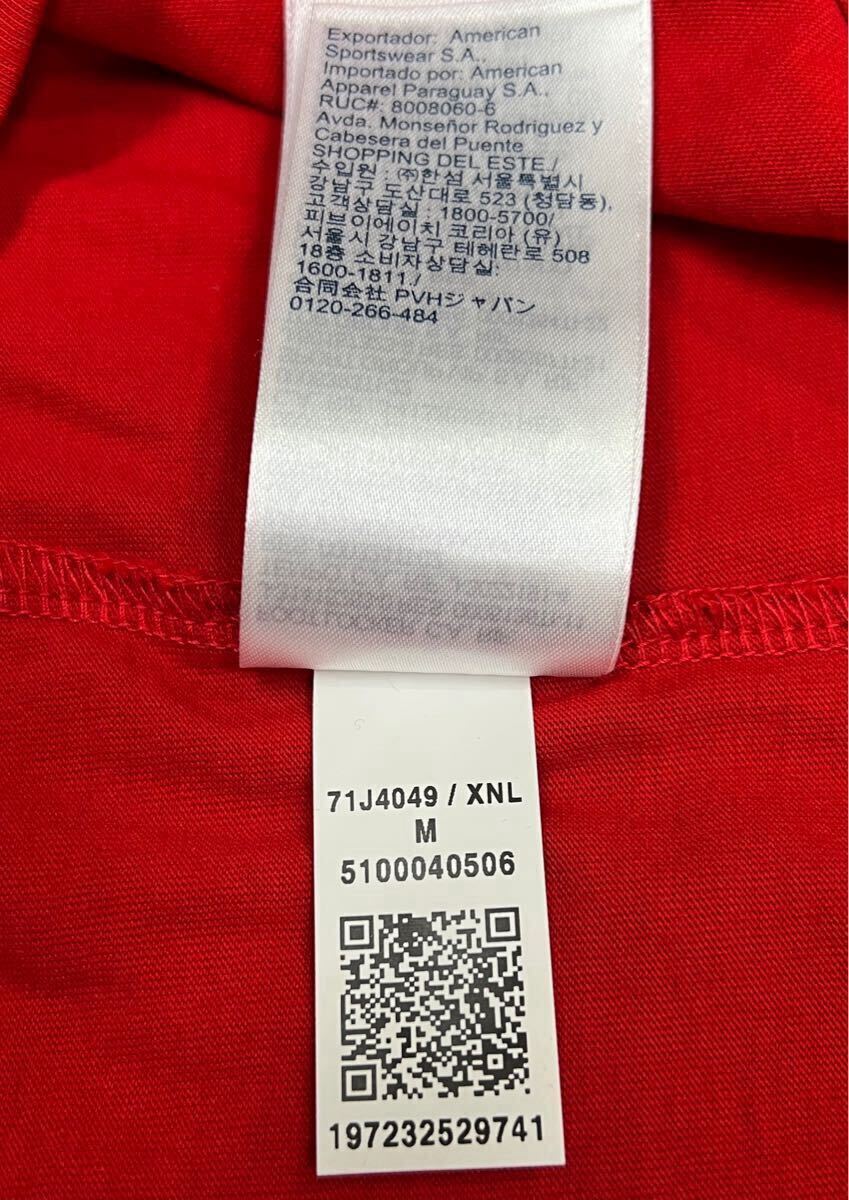 Exportador: American
Sportswear S.A.,
Importado por: American
Apparel Paraguay S.A.,
RUC#: 8008060-6
Avda. Monseñor Rodriguez y
Cabesera del Puente
SHOPPING DEL ESTE./
수입원 : ㈜한섬 서울특별시
강남구 도산대로 523 (청담동),
고객상담실 : 1800-5700/
피브이에이치 코리아 (유)
서울시 강남구 테헤란로 508
18층 소비자상담실:
1600-1811./
合同会社 PVHジャパン
0120-266-484
71J4049 / XNL
M
5100040506
197232529741